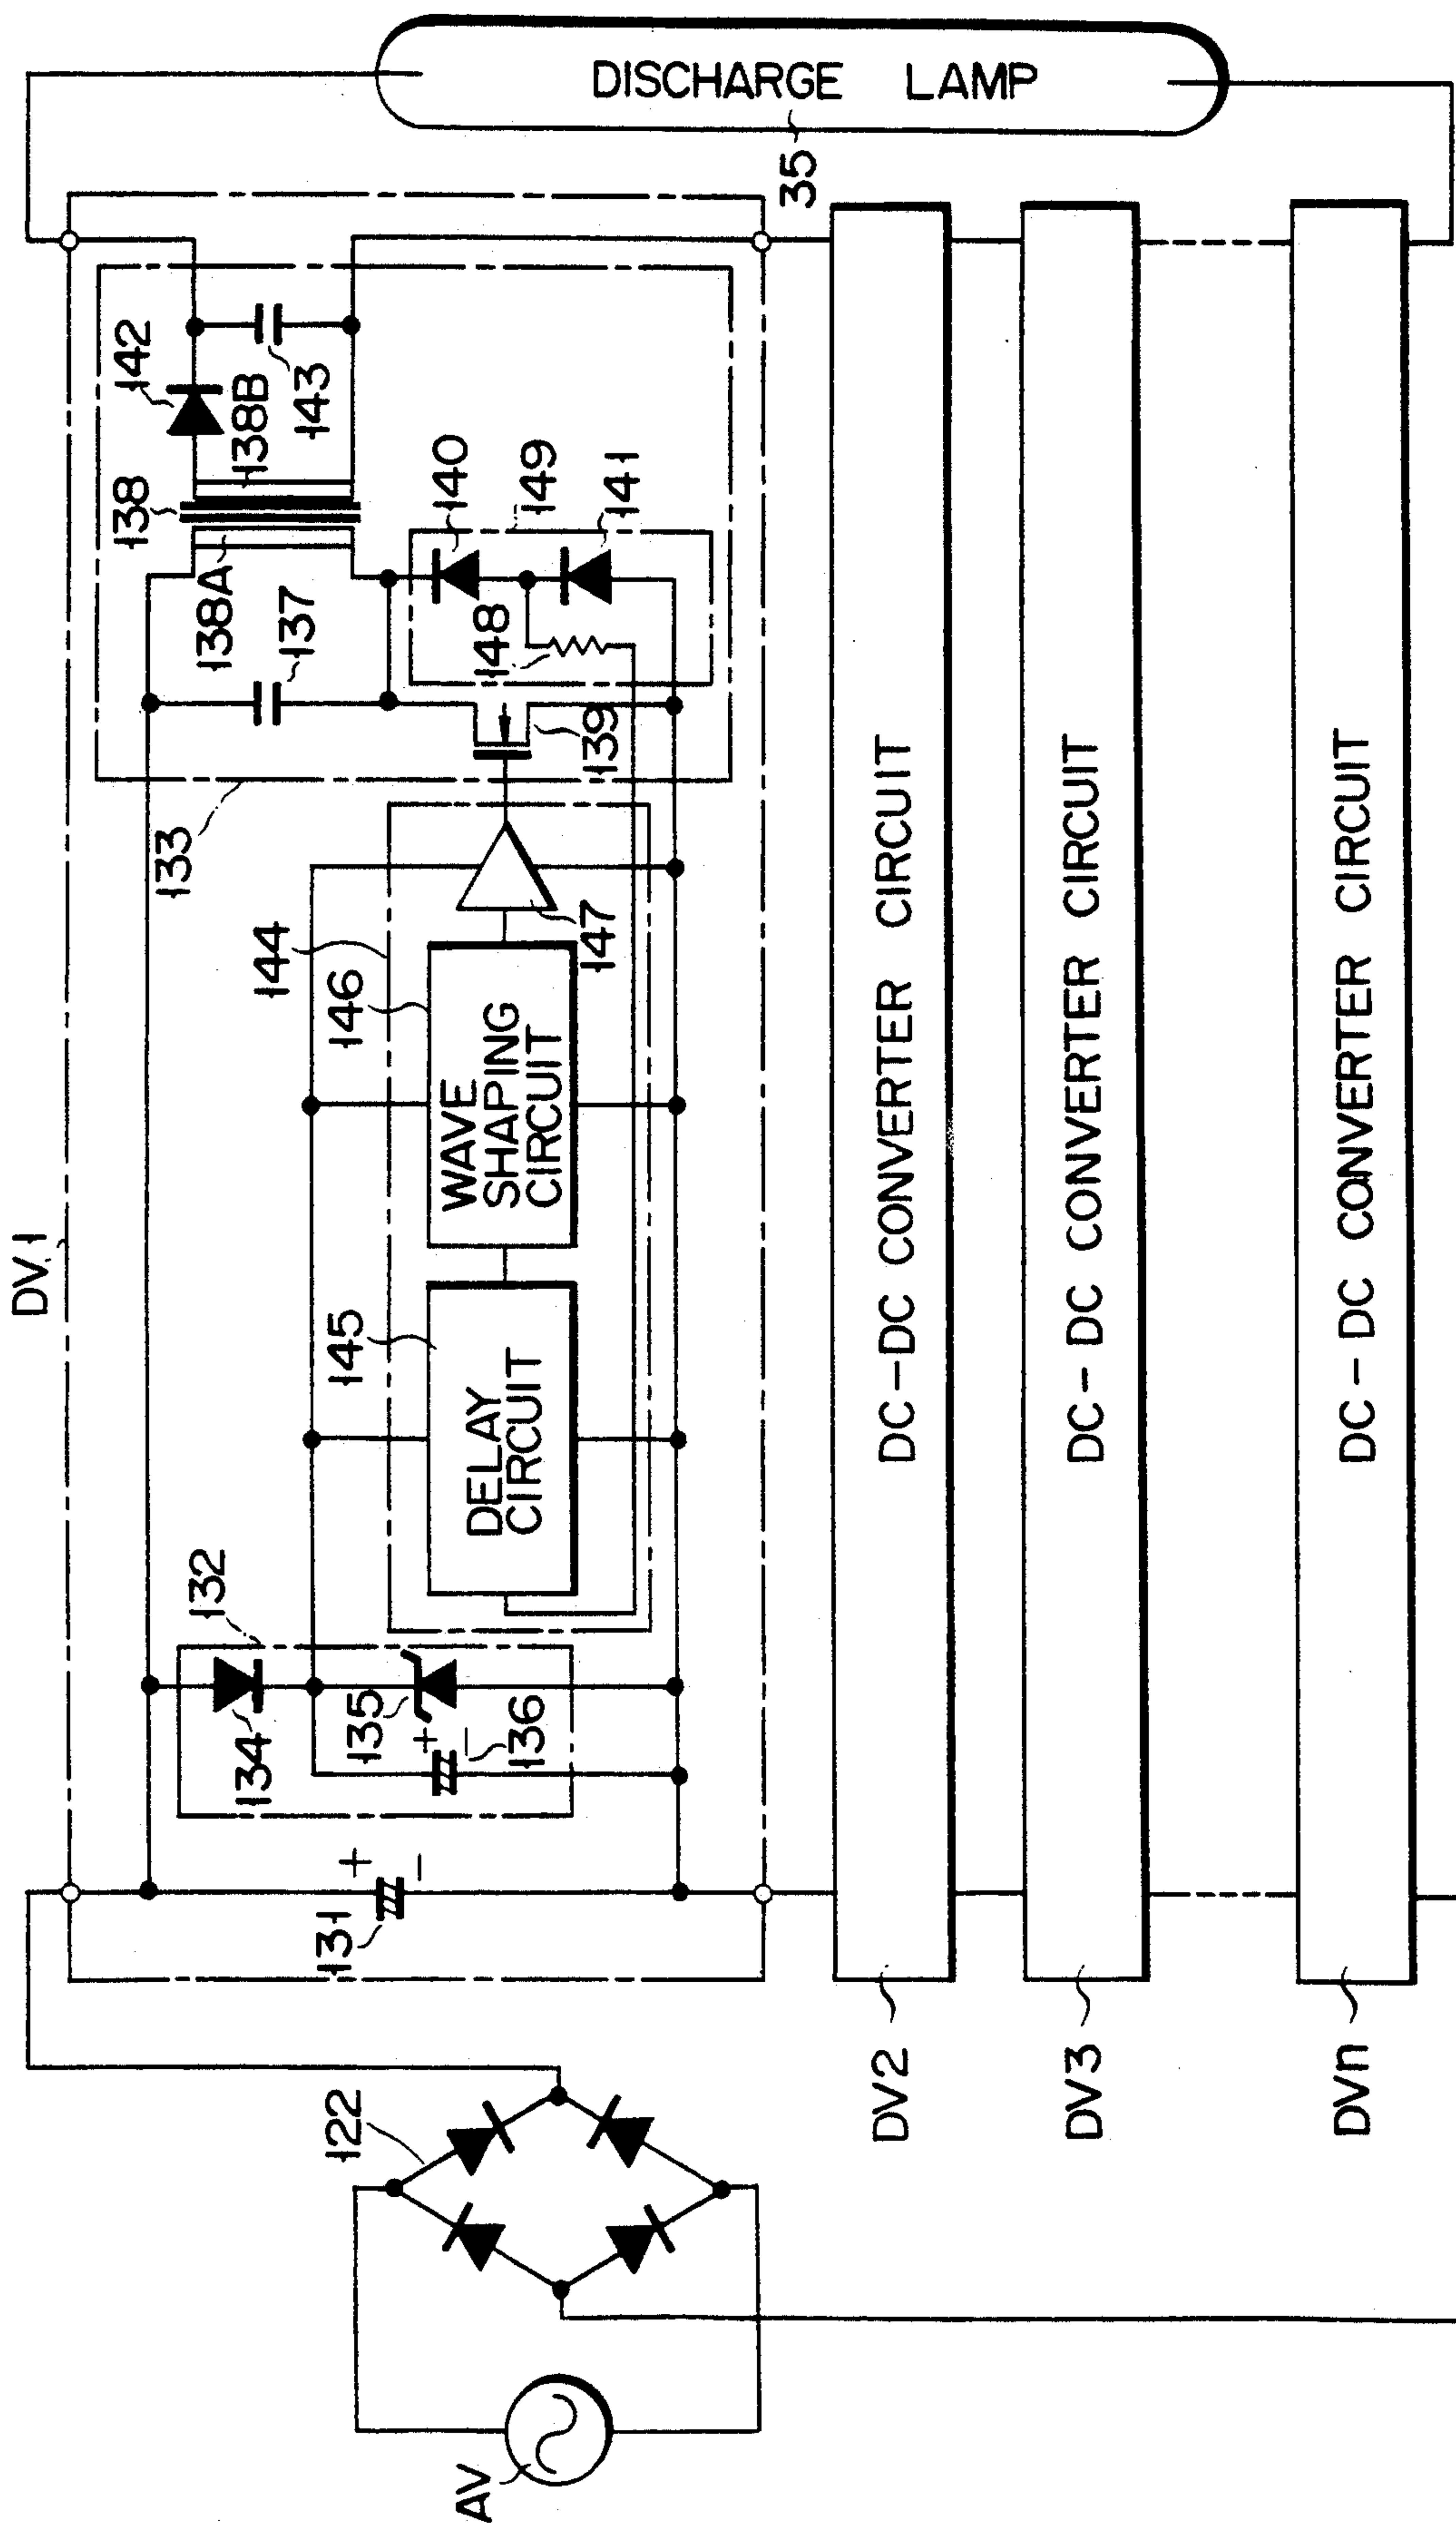 DV1
AV
122
131
+
−
132
134
135
136
+
−
DELAY
CIRCUIT
145
WAVE
SHAPING
CIRCUIT
146
144
147
133
137
138
138A
138B
139
140
141
142
143
148
149
DISCHARGE LAMP
35
DV2
DC-DC CONVERTER CIRCUIT
DV3
DC-DC CONVERTER CIRCUIT
DVn
DC-DC CONVERTER CIRCUIT